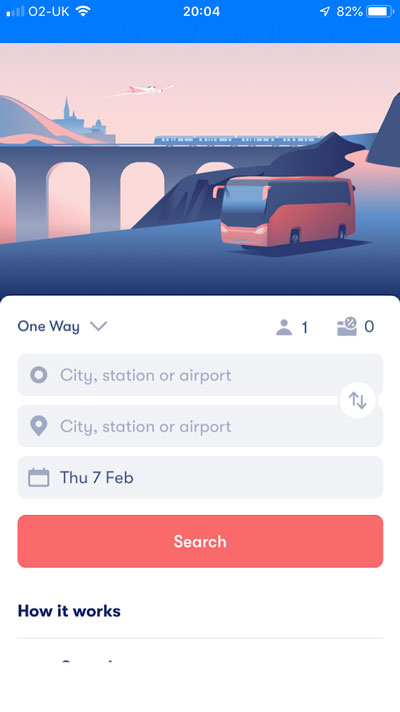 O2-UK 20:04 82%
One Way 1 0
City, station or airport
City, station or airport
Thu 7 Feb
Search
How it works